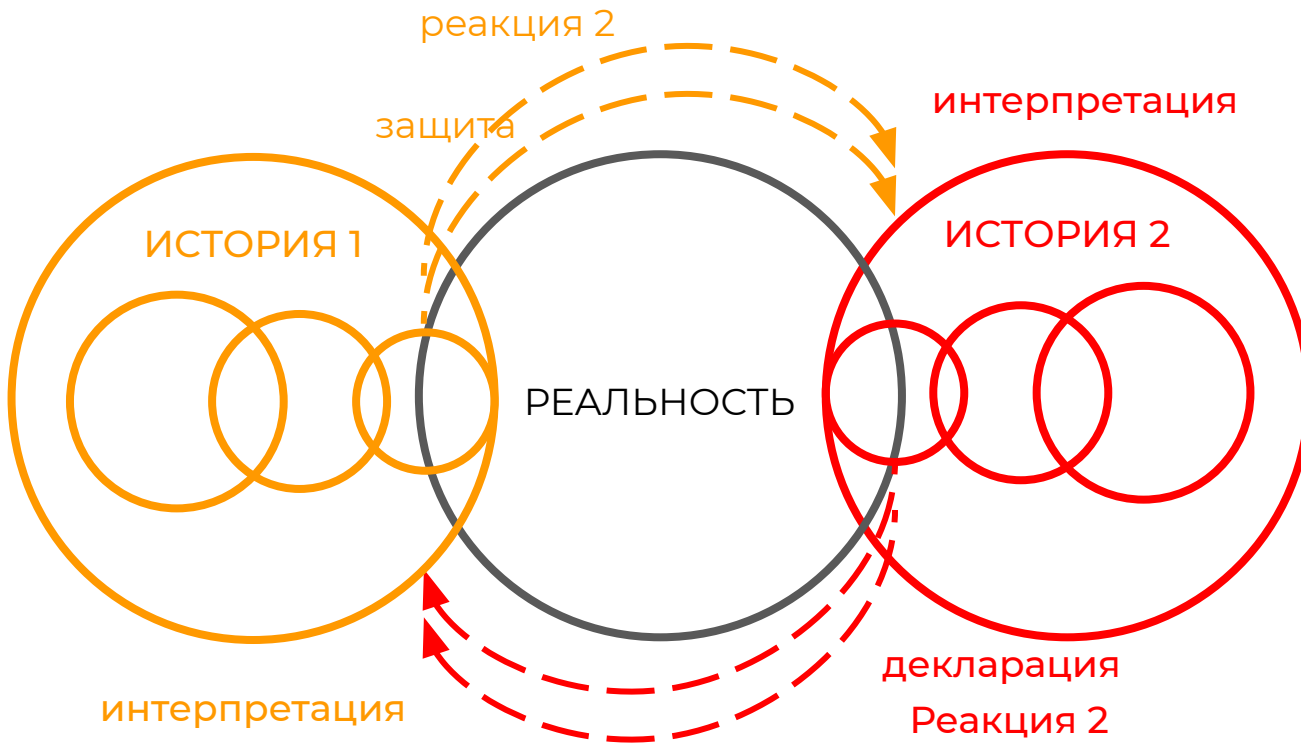 реакция 2
интерпретация
защита
ИСТОРИЯ 1
ИСТОРИЯ 2
РЕАЛЬНОСТЬ
декларация
Реакция 2
интерпретация